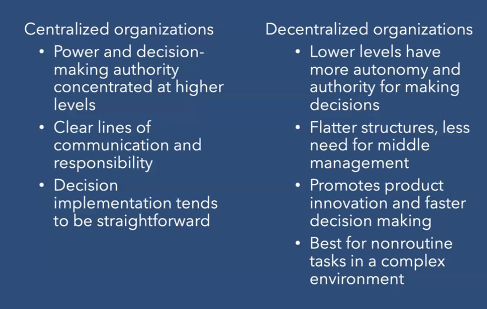 Centralized organizations
• Power and decision-
making authority
concentrated at higher
levels
• Clear lines of
communication and
responsibility
• Decision
implementation tends
to be straightforward
Decentralized organizations
• Lower levels have
more autonomy and
authority for making
decisions
• Flatter structures, less
need for middle
management
• Promotes product
innovation and faster
decision making
• Best for nonroutine
tasks in a complex
environment